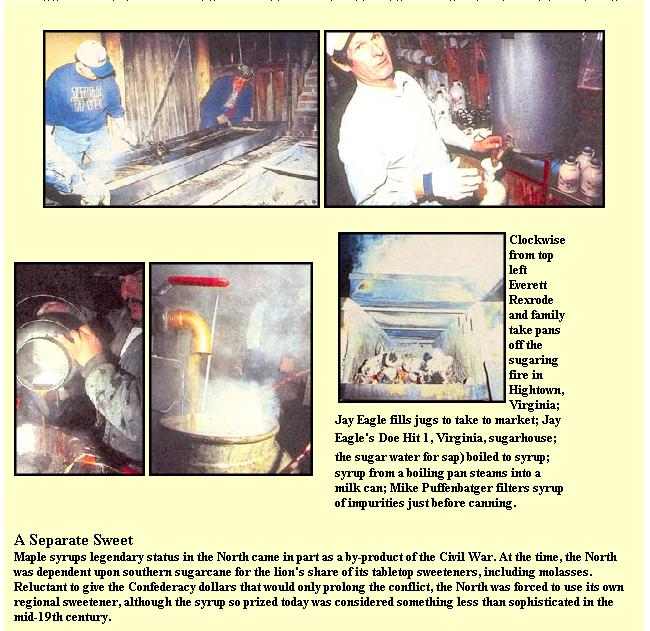 Clockwise
from top
left
Everett
Rexrode
and family
take pans
off the
sugaring
fire in
Hightown,
Virginia;
Jay Eagle fills jugs to take to market; Jay
Eagle's Doe Hit 1, Virginia, sugarhouse;
the sugar water for sap) boiled to syrup;
syrup from a boiling pan steams into a
milk can; Mike Puffenbatger filters syrup
of impurities just before canning.
A Separate Sweet
Maple syrups legendary status in the North came in part as a by-product of the Civil War. At the time, the North
was dependent upon southern sugarcane for the lion's share of its tabletop sweeteners, including molasses.
Reluctant to give the Confederacy dollars that would only prolong the conflict, the North was forced to use its own
regional sweetener, although the syrup so prized today was considered something less than sophisticated in the
mid-19th century.